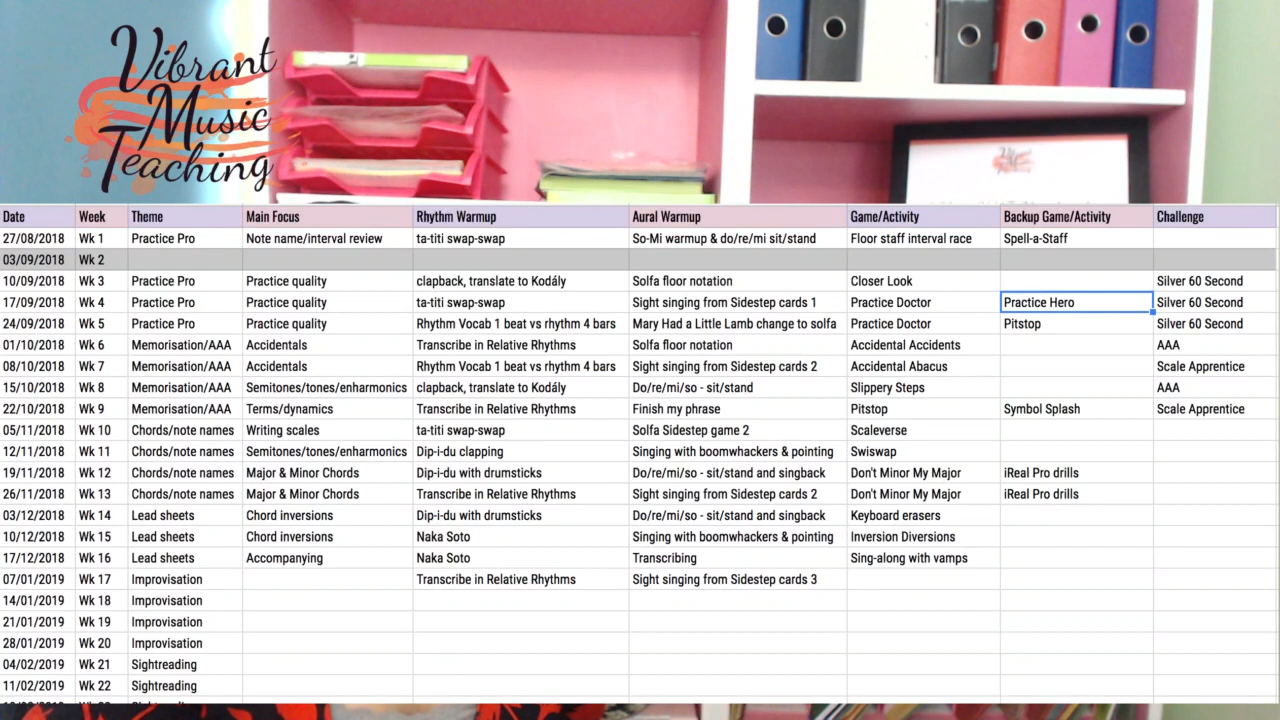 Vibrant
Music
Teaching
Date Week Theme Main Focus Rhythm Warmup Aural Warmup Game/Activity Backup Game/Activity Challenge
27/08/2018 Wk 1 Practice Pro Note name/interval review ta-titi swap-swap So-Mi warmup & do/re/mi sit/stand Floor staff interval race Spell-a-Staff
03/09/2018 Wk 2
10/09/2018 Wk 3 Practice Pro Practice quality clapback, translate to Kodály Solfa floor notation Closer Look Silver 60 Second
17/09/2018 Wk 4 Practice Pro Practice quality ta-titi swap-swap Sight singing from Sidestep cards 1 Practice Doctor Practice Hero Silver 60 Second
24/09/2018 Wk 5 Practice Pro Practice quality Rhythm Vocab 1 beat vs rhythm 4 bars Mary Had a Little Lamb change to solfa Practice Doctor Pitstop Silver 60 Second
01/10/2018 Wk 6 Memorisation/AAA Accidentals Transcribe in Relative Rhythms Solfa floor notation Accidental Accidents AAA
08/10/2018 Wk 7 Memorisation/AAA Accidentals Rhythm Vocab 1 beat vs rhythm 4 bars Sight singing from Sidestep cards 2 Accidental Abacus Scale Apprentice
15/10/2018 Wk 8 Memorisation/AAA Semitones/tones/enharmonics clapback, translate to Kodály Do/re/mi/so - sit/stand Slippery Steps AAA
22/10/2018 Wk 9 Memorisation/AAA Terms/dynamics Transcribe in Relative Rhythms Finish my phrase Pitstop Symbol Splash Scale Apprentice
05/11/2018 Wk 10 Chords/note names Writing scales ta-titi swap-swap Solfa Sidestep game 2 Scaleverse
12/11/2018 Wk 11 Chords/note names Semitones/tones/enharmonics Dip-i-du clapping Singing with boomwhackers & pointing Swiswap
19/11/2018 Wk 12 Chords/note names Major & Minor Chords Dip-i-du with drumsticks Do/re/mi/so - sit/stand and singback Don't Minor My Major iReal Pro drills
26/11/2018 Wk 13 Chords/note names Major & Minor Chords Transcribe in Relative Rhythms Sight singing from Sidestep cards 2 Don't Minor My Major iReal Pro drills
03/12/2018 Wk 14 Lead sheets Chord inversions Dip-i-du with drumsticks Do/re/mi/so - sit/stand and singback Keyboard erasers
10/12/2018 Wk 15 Lead sheets Chord inversions Naka Soto Singing with boomwhackers & pointing Inversion Diversions
17/12/2018 Wk 16 Lead sheets Accompanying Naka Soto Transcribing Sing-along with vamps
07/01/2019 Wk 17 Improvisation Transcribe in Relative Rhythms Sight singing from Sidestep cards 3
14/01/2019 Wk 18 Improvisation
21/01/2019 Wk 19 Improvisation
28/01/2019 Wk 20 Improvisation
04/02/2019 Wk 21 Sightreading
11/02/2019 Wk 22 Sightreading